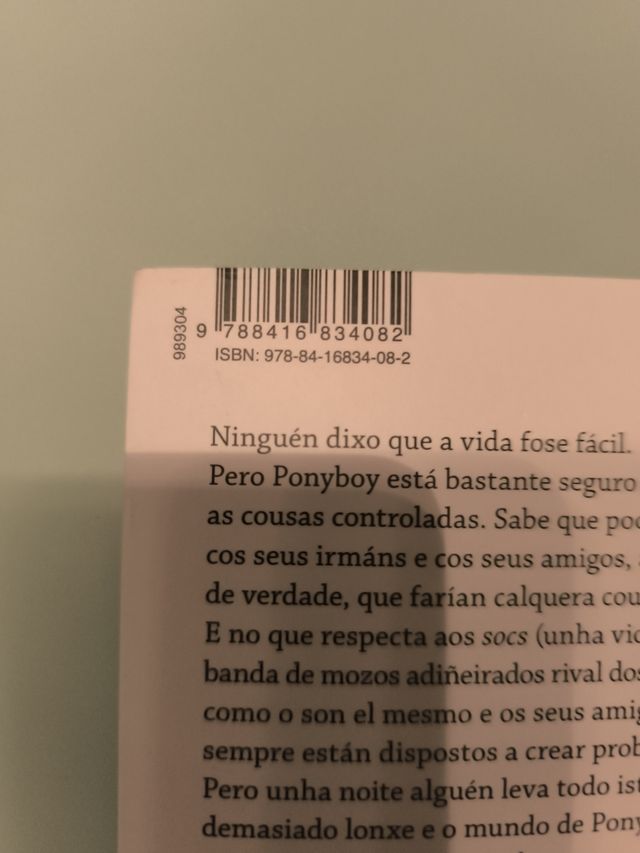 989304
9 788416 834082
ISBN: 978-84-16834-08-2
Ninguén dixo que a vida fose fácil.
Pero Ponyboy está bastante seguro
as cousas controladas. Sabe que
cos seus irmáns e cos seus amigos,
de verdade, que farían calquera
E no que respecta aos socs (unha
banda de mozos adiñeirados rival
como o son el mesmo e os seus
sempre están dispostos a crear
Pero unha noite alguén leva todo
demasiado lonxe e o mundo de